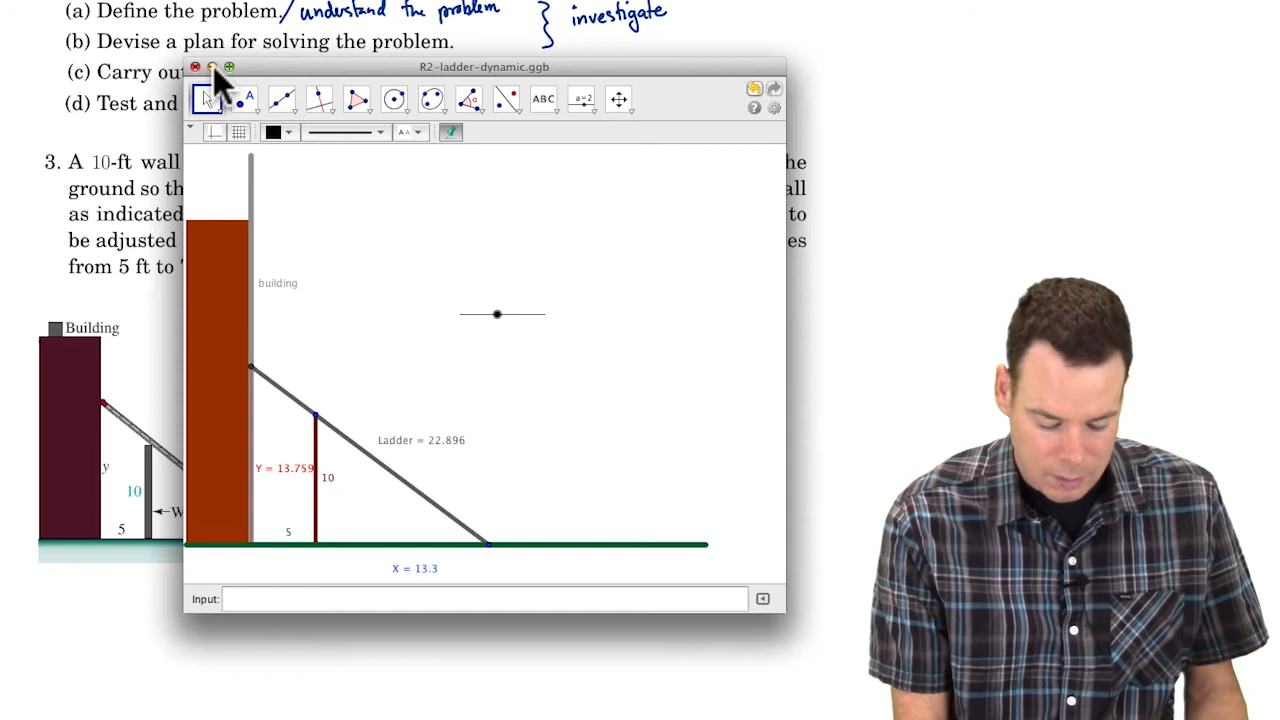 (a) Define the problem. / understand the problem } investigate
(b) Devise a plan for solving the problem.
(c) Carry out
(d) Test and
R2-ladder-dynamic.ggb
A
ABC
a=2
AA
3. A 10-ft wall he
ground so th all
as indicated to
be adjusted es
from 5 ft to
building
Building
Ladder = 22.896
y
Y = 13.759
10
10
5
5
X = 13.3
Input: